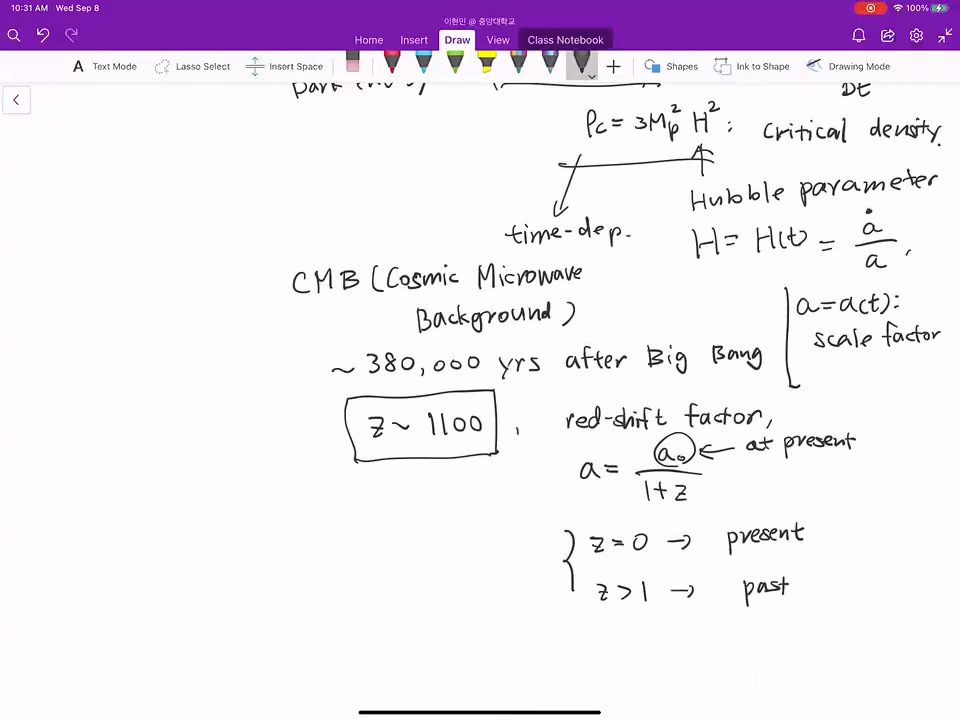 10:31 AM Wed Sep 8
100%
이현민 @ 중앙대학교
Home Insert Draw View Class Notebook
A Text Mode Lasso Select Insert Space Shapes Ink to Shape Drawing Mode
DE
ρc = 3Mp² H² : Critical density.
Hubble parameter
time-dep. H = H(t) = ȧ/a ,
CMB (Cosmic Microwave
Background)
a = a(t):
scale factor
~ 380,000 yrs after Big Bang
z ~ 1100 , red-shift factor,
a = a₀/(1+z) ← at present
z = 0 → present
z > 1 → past